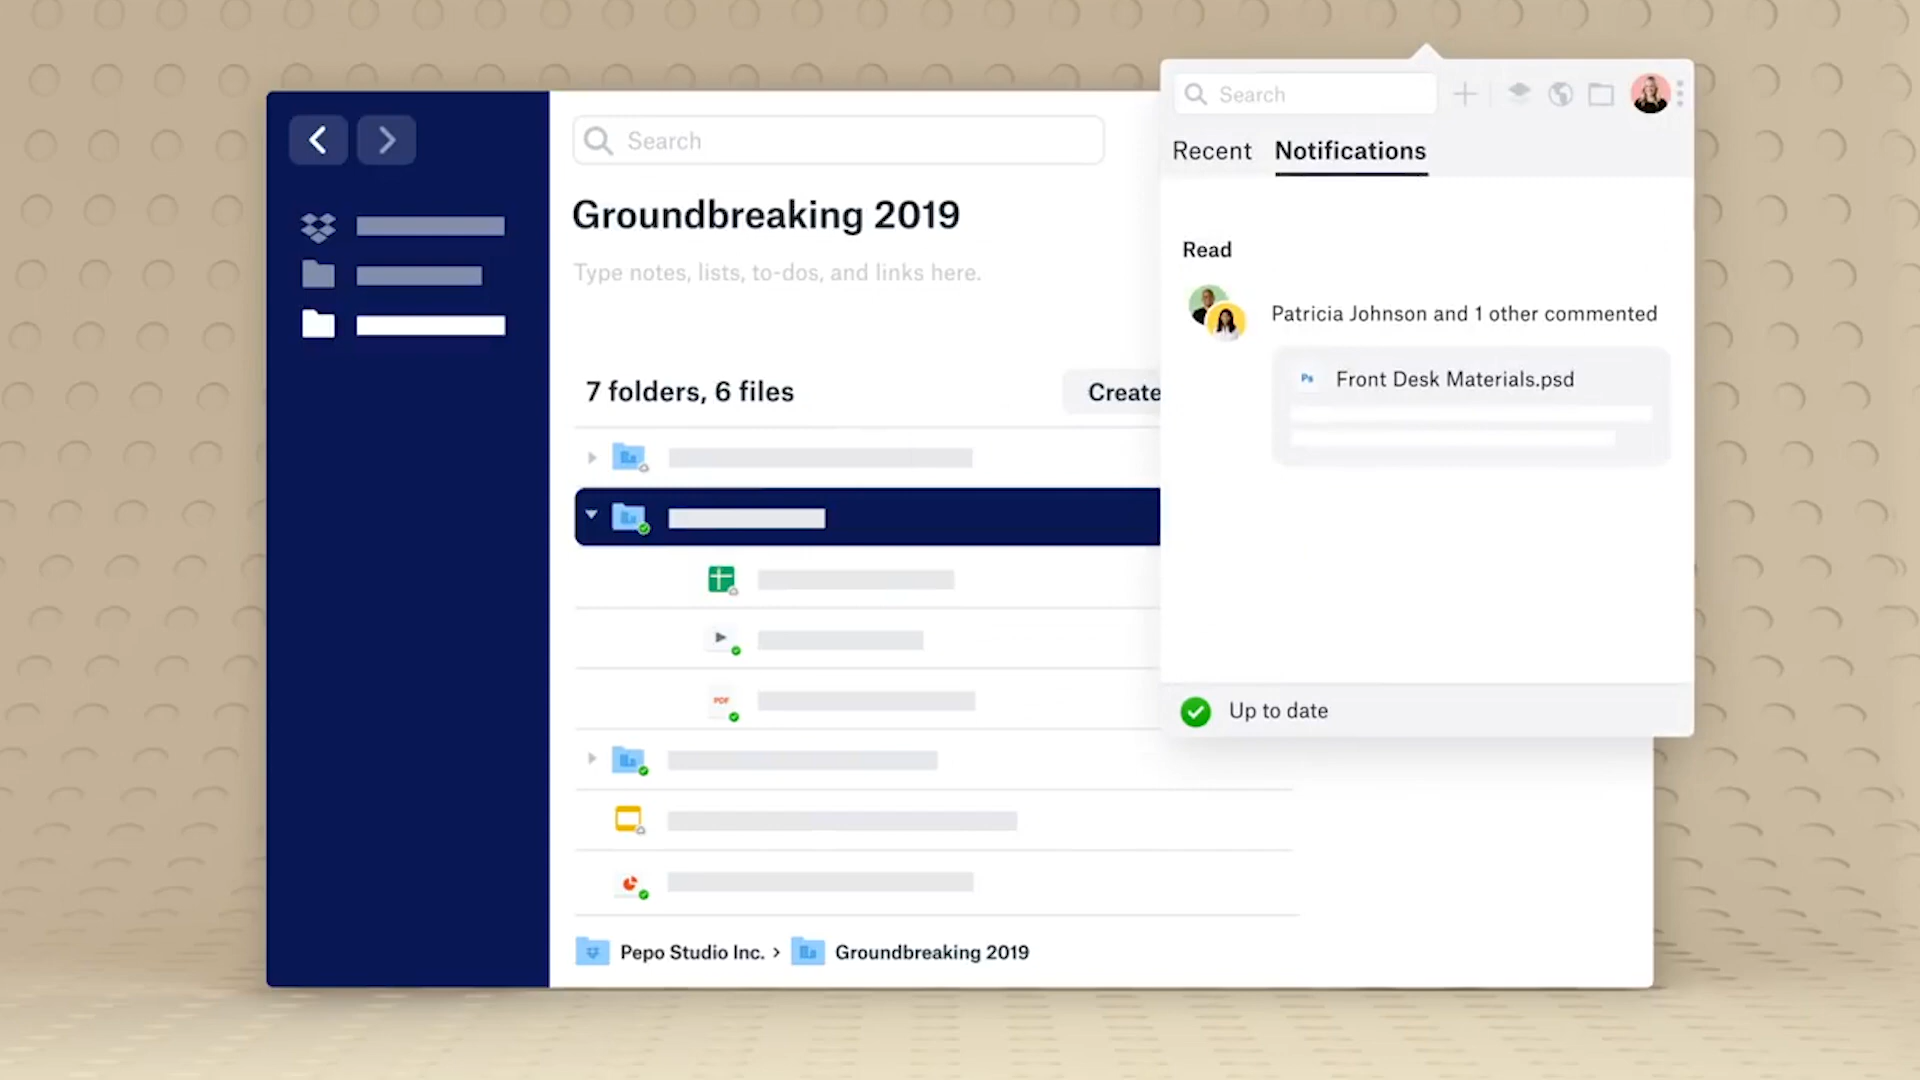 Search
Groundbreaking 2019
Type notes, lists, to-dos, and links here.
7 folders, 6 files
Create
PDF
Pepo Studio Inc. > Groundbreaking 2019
Search
Recent Notifications
Read
Patricia Johnson and 1 other commented
Ps Front Desk Materials.psd
Up to date